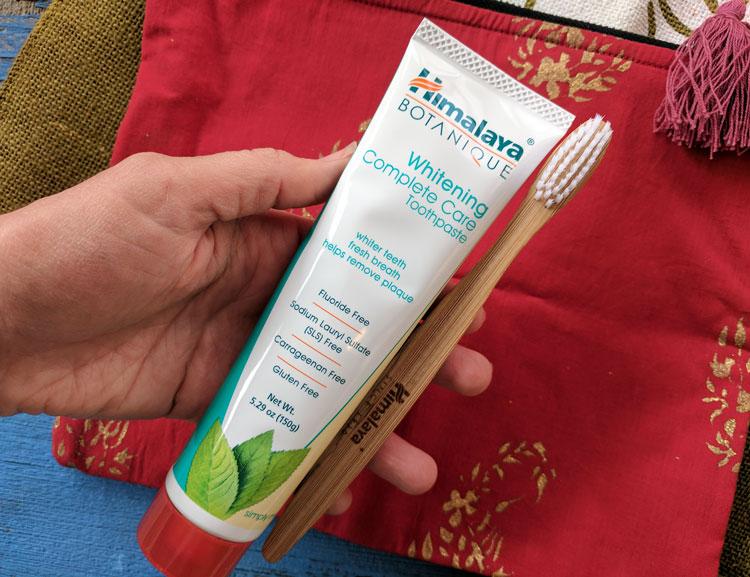 Himalaya®
BOTANIQUE
Whitening
Complete Care
Toothpaste
whiter teeth
fresh breath
helps remove plaque
Fluoride Free
Sodium Lauryl Sulfate
(SLS) Free
Carrageenan Free
Gluten Free
Net Wt.
5.29 oz (150g)
simply
Himalaya